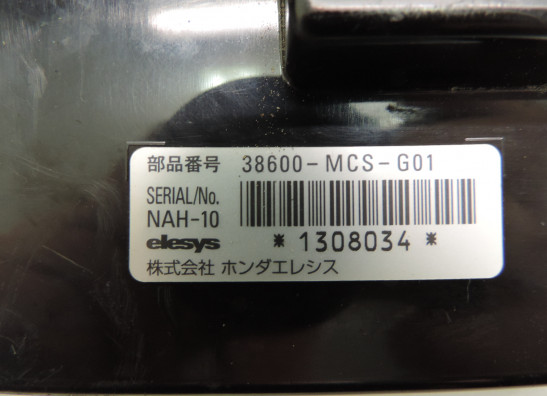 部品番号 38600-MCS-G01
SERIAL/No.
NAH-10
elesys *1308034*
株式会社 ホンダエレシス